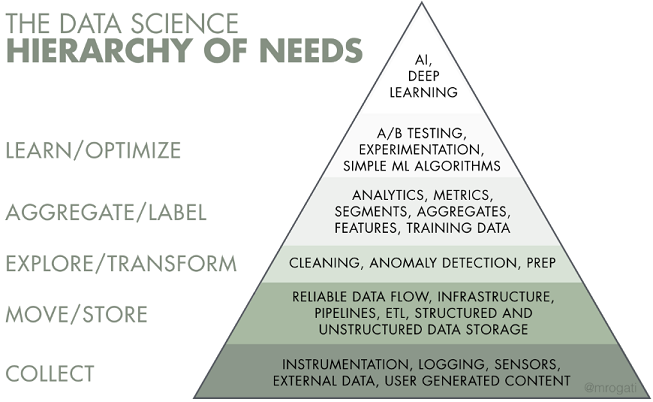 THE DATA SCIENCE
HIERARCHY OF NEEDS
AI,
DEEP
LEARNING
LEARN/OPTIMIZE
A/B TESTING,
EXPERIMENTATION,
SIMPLE ML ALGORITHMS
AGGREGATE/LABEL
ANALYTICS, METRICS,
SEGMENTS, AGGREGATES,
FEATURES, TRAINING DATA
EXPLORE/TRANSFORM
CLEANING, ANOMALY DETECTION, PREP
MOVE/STORE
RELIABLE DATA FLOW, INFRASTRUCTURE,
PIPELINES, ETL, STRUCTURED AND
UNSTRUCTURED DATA STORAGE
COLLECT
INSTRUMENTATION, LOGGING, SENSORS,
EXTERNAL DATA, USER GENERATED CONTENT
@mrogati